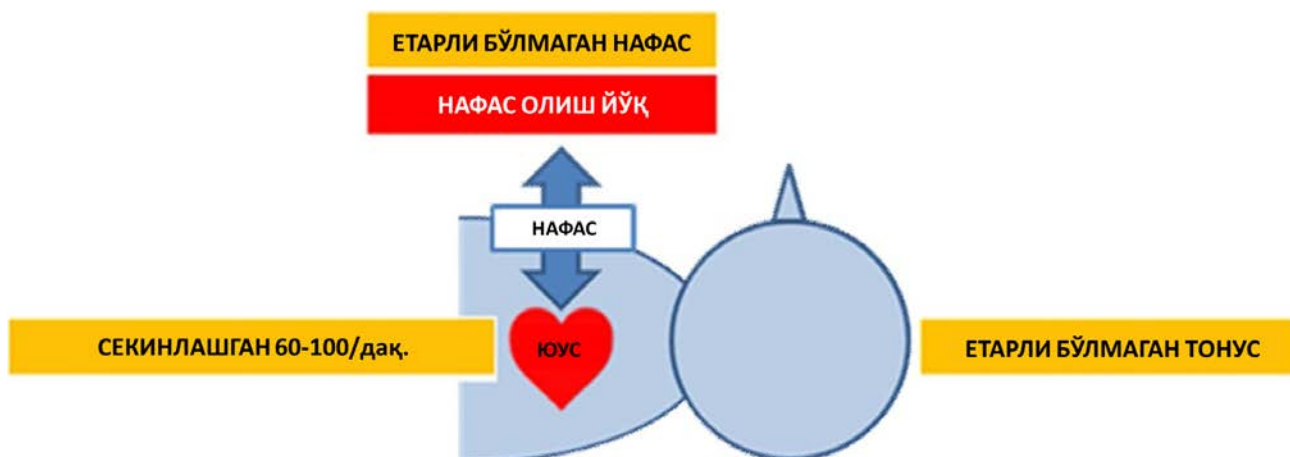 ЕТАРЛИ БЎЛМАГАН НАФАС
НАФАС ОЛИШ ЙЎҚ
НАФАС
СЕКИНЛАШГАН 60-100/дақ.
ЮУС
ЕТАРЛИ БЎЛМАГАН ТОНУС